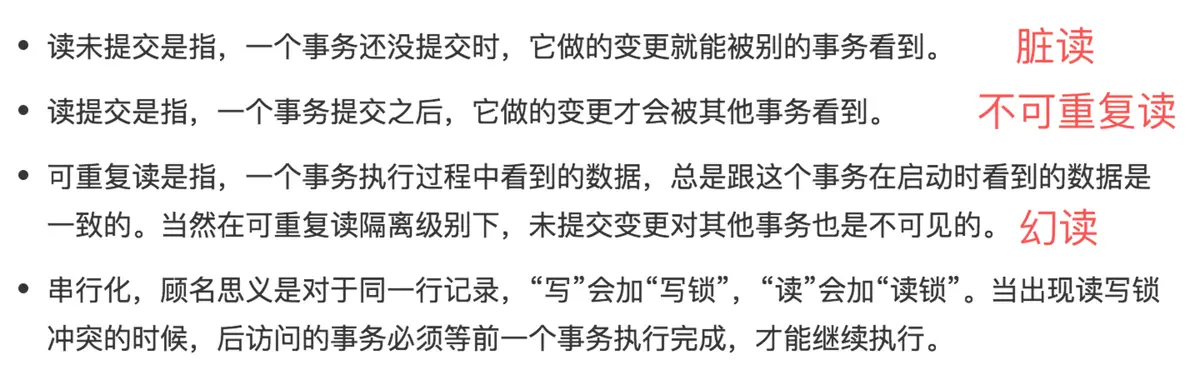 • 读未提交是指，一个事务还没提交时，它做的变更就能被别的事务看到。 脏读
• 读提交是指，一个事务提交之后，它做的变更才会被其他事务看到。 不可重复读
• 可重复读是指，一个事务执行过程中看到的数据，总是跟这个事务在启动时看到的数据是
一致的。当然在可重复读隔离级别下，未提交变更对其他事务也是不可见的。 幻读
• 串行化，顾名思义是对于同一行记录，“写”会加“写锁”，“读”会加“读锁”。当出现读写锁
冲突的时候，后访问的事务必须等前一个事务执行完成，才能继续执行。